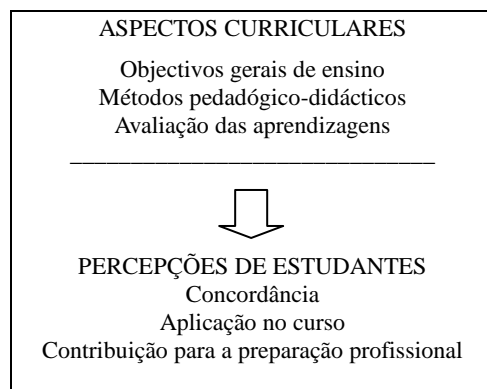 ASPECTOS CURRICULARES
Objectivos gerais de ensino
Métodos pedadógico-didácticos
Avaliação das aprendizagens
PERCEPÇÕES DE ESTUDANTES
Concordância
Aplicação no curso
Contribuição para a preparação profissional